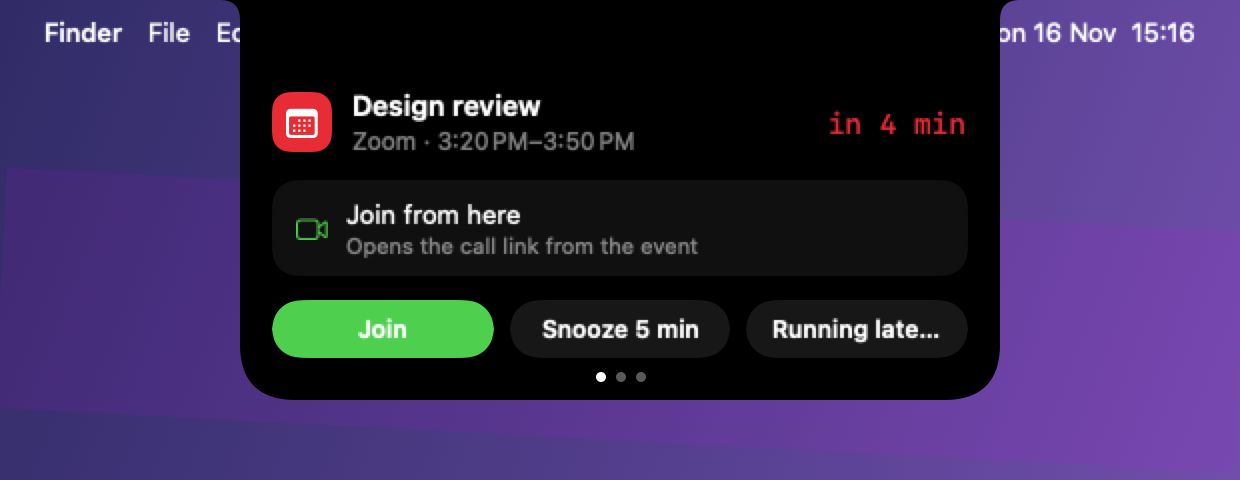 Finder File
16 Nov 15:16
Design review
Zoom · 3:20 PM–3:50 PM
in 4 min
Join from here
Opens the call link from the event
Join
Snooze 5 min
Running late...